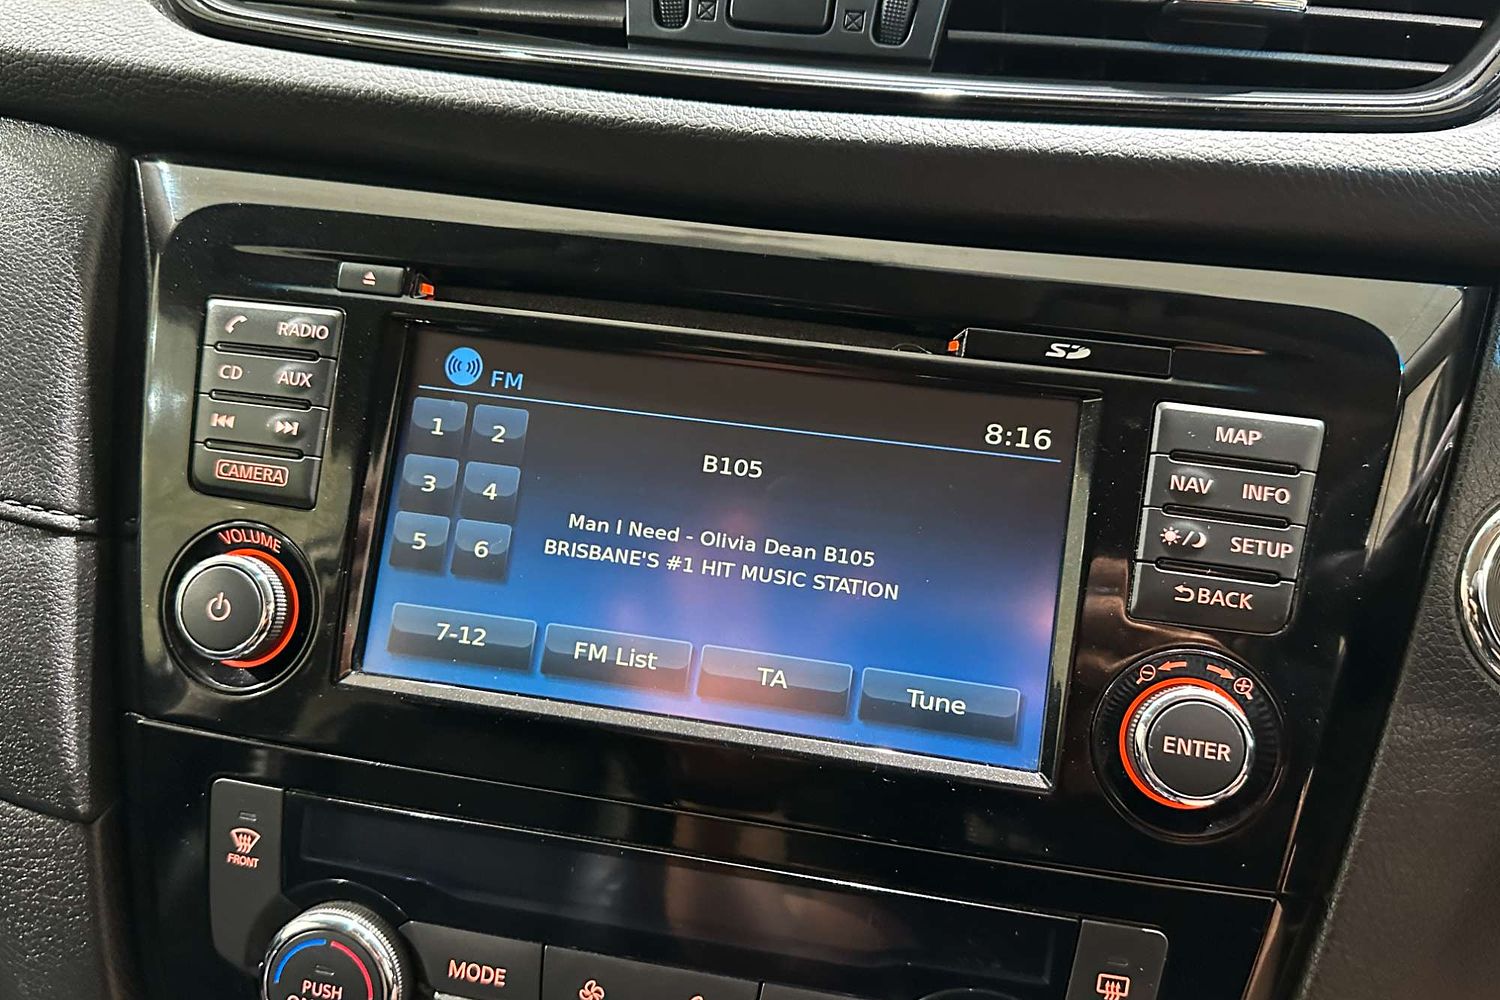 RADIO
CD AUX
CAMERA
VOLUME
SD
FM
8:16
1 2
3 4
5 6
B105
Man I Need - Olivia Dean B105
BRISBANE'S #1 HIT MUSIC STATION
7-12
FM List
TA
Tune
MAP
NAV INFO
SETUP
BACK
ENTER
FRONT
PUSH
MODE